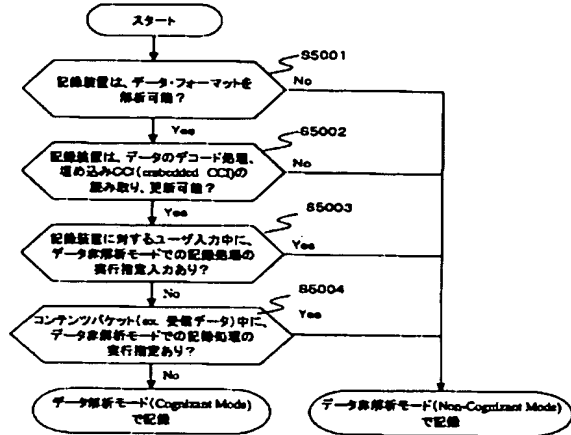 スタート
S5001
記録装置は、データ・フォーマットを
解析可能？
No
Yes
S5002
記録装置は、データのデコード処理、
埋め込みCCI(embedded CCI)の
読み取り、更新可能？
No
Yes
S5003
記録装置に対するユーザ入力中に、
データ非解析モードでの記録処理の
実行指定入力あり？
Yes
No
S5004
コンテンツパケット(ex. 受信データ)中に、
データ非解析モードでの記録処理の
実行指定あり？
Yes
No
データ解析モード(Cognizant Mode)
で記録
データ非解析モード(Non-Cognizant Mode)
で記録